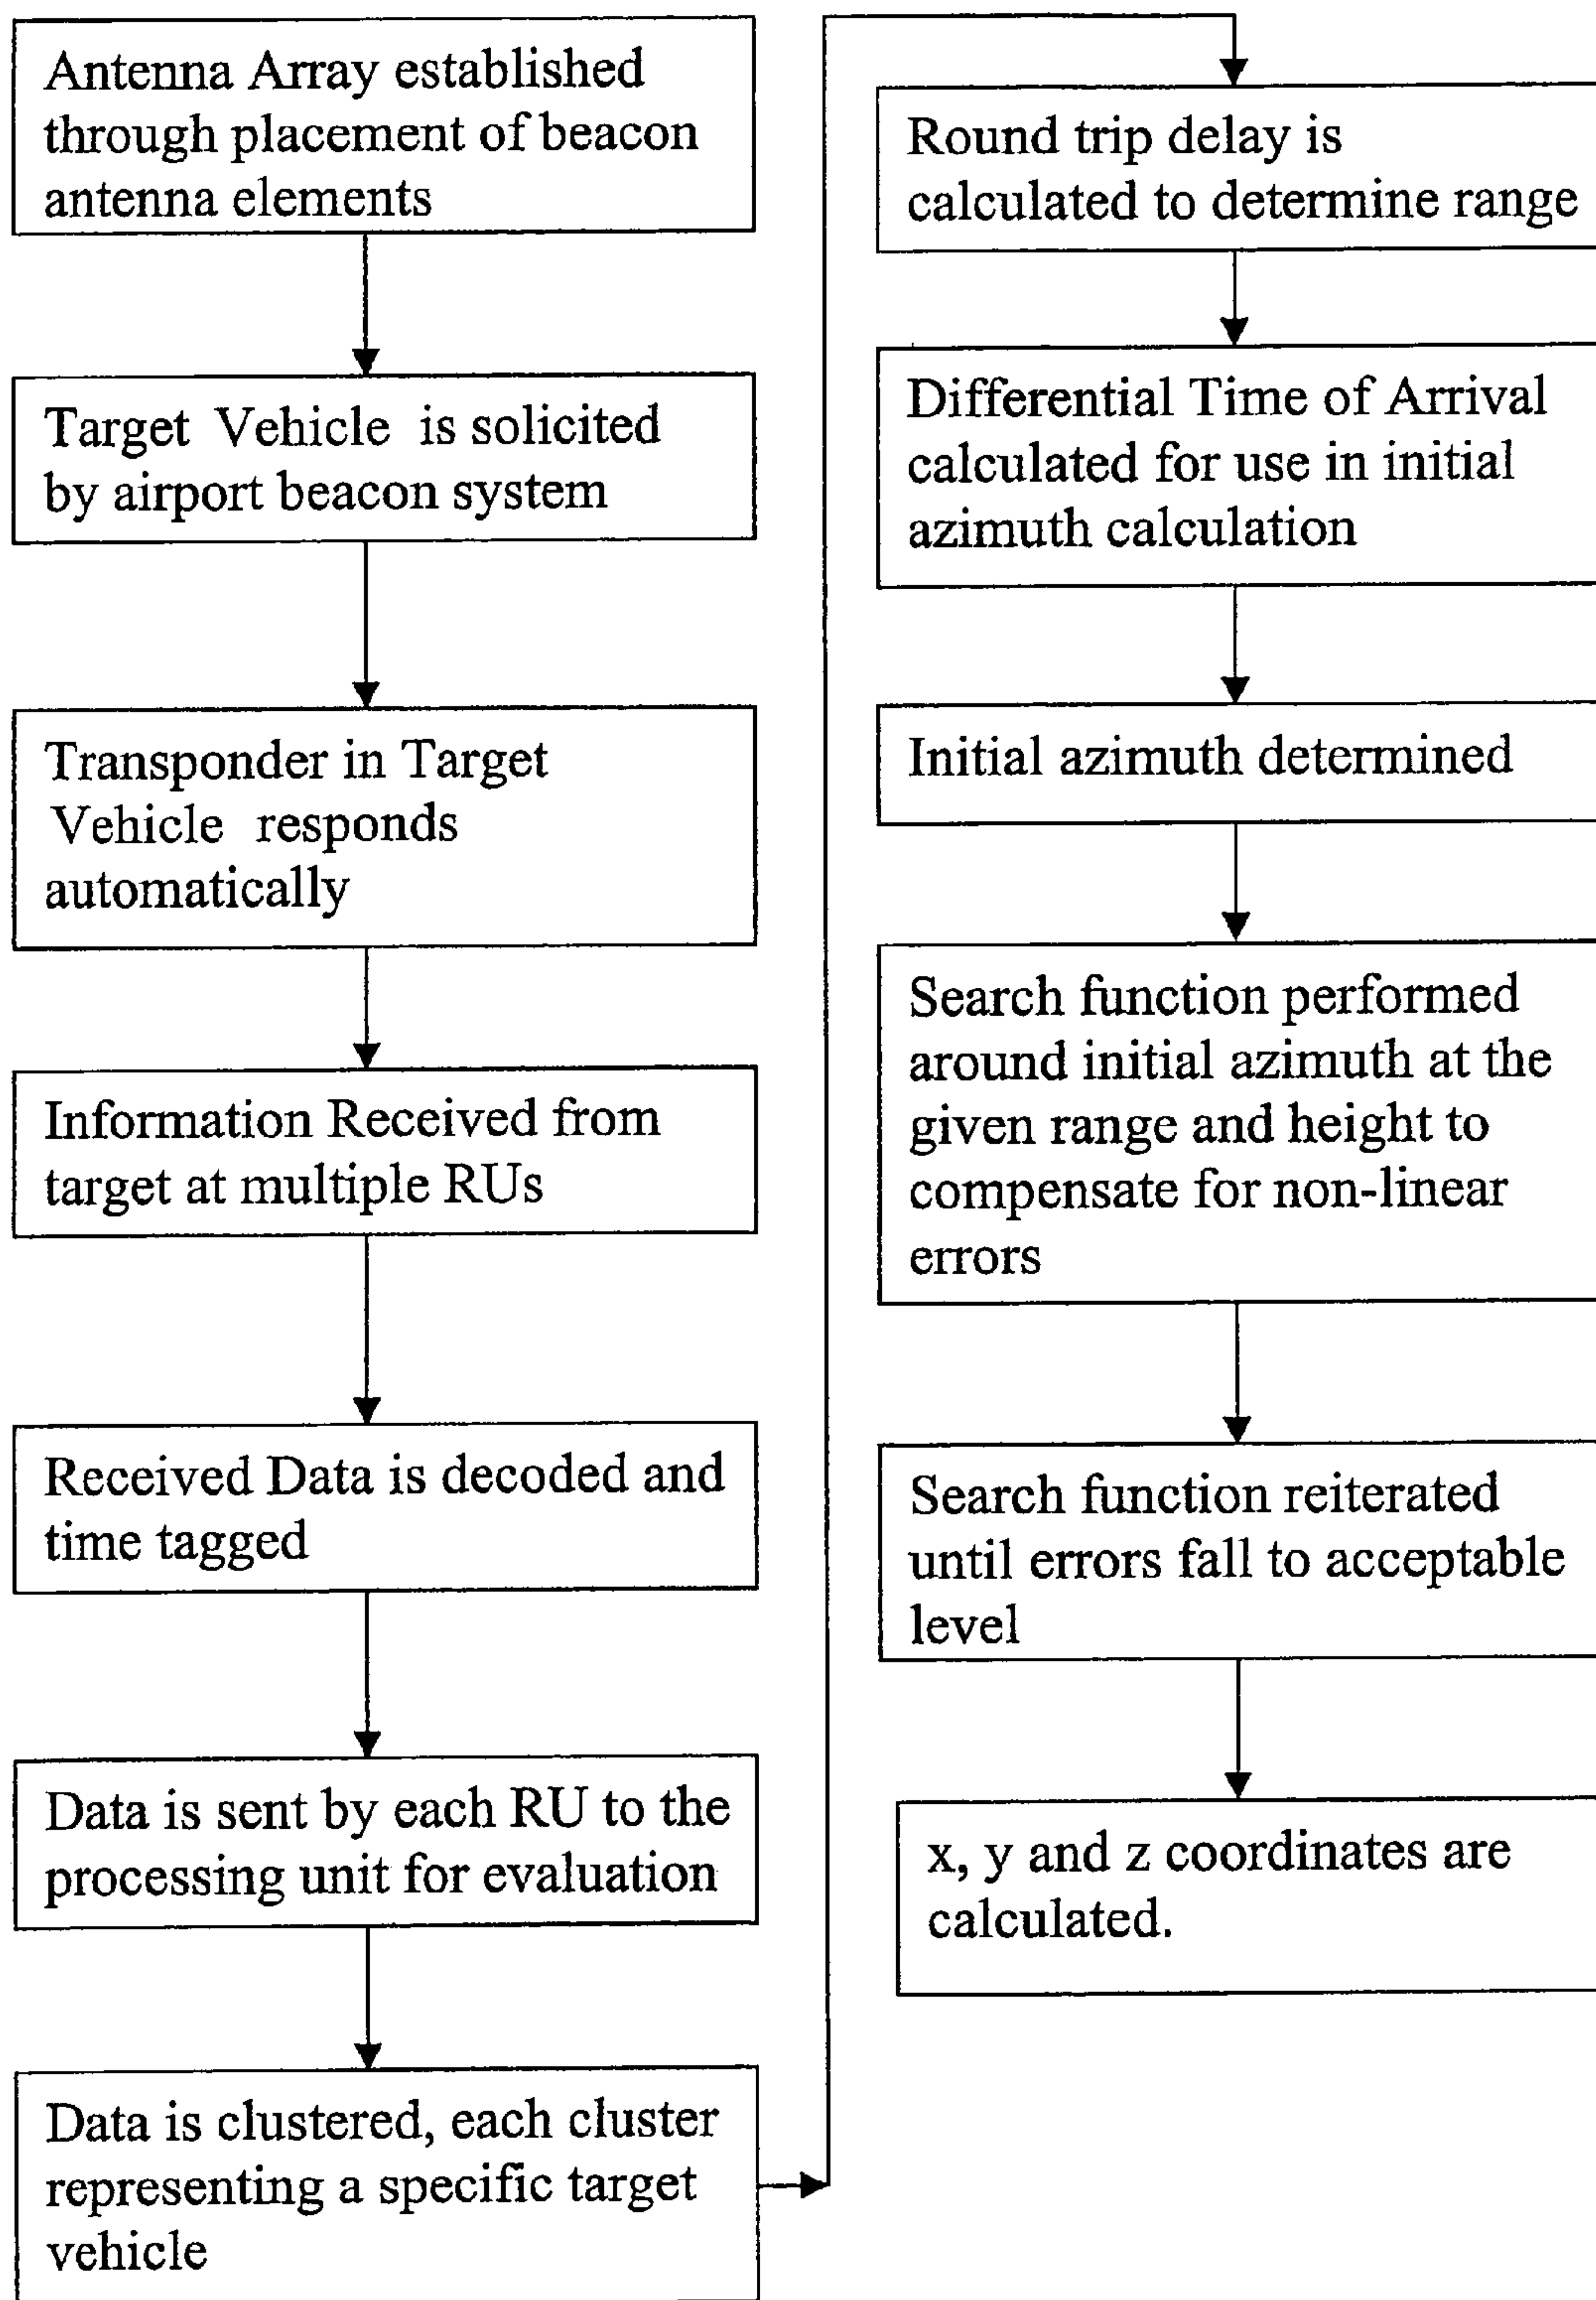 Antenna Array established
through placement of beacon
antenna elements
Target Vehicle is solicited
by airport beacon system
Transponder in Target
Vehicle responds
automatically
Information Received from
target at multiple RUs
Received Data is decoded and
time tagged
Data is sent by each RU to the
processing unit for evaluation
Data is clustered, each cluster
representing a specific target
vehicle
Round trip delay is
calculated to determine range
Differential Time of Arrival
calculated for use in initial
azimuth calculation
Initial azimuth determined
Search function performed
around initial azimuth at the
given range and height to
compensate for non-linear
errors
Search function reiterated
until errors fall to acceptable
level
x, y and z coordinates are
calculated.